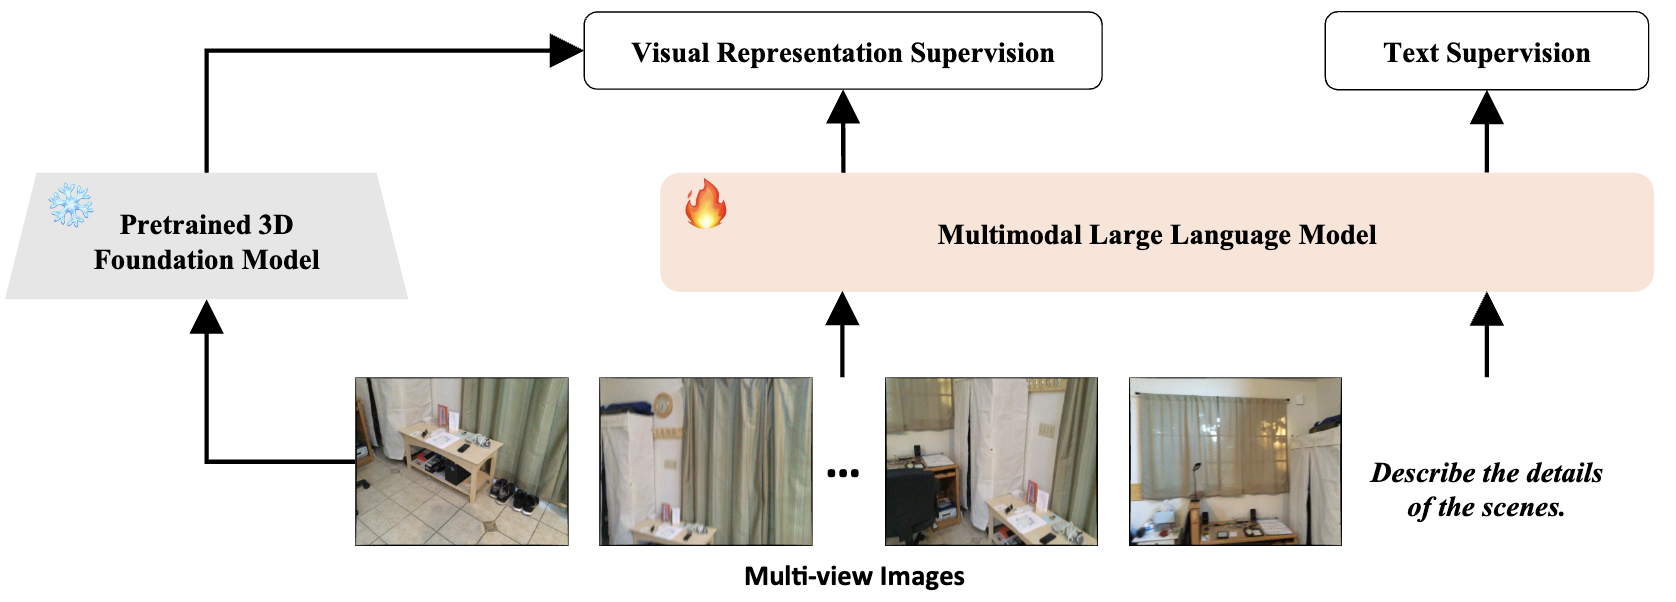 Visual Representation Supervision
Text Supervision
Pretrained 3D
Foundation Model
Multimodal Large Language Model
...
Describe the details
of the scenes.
Multi-view Images